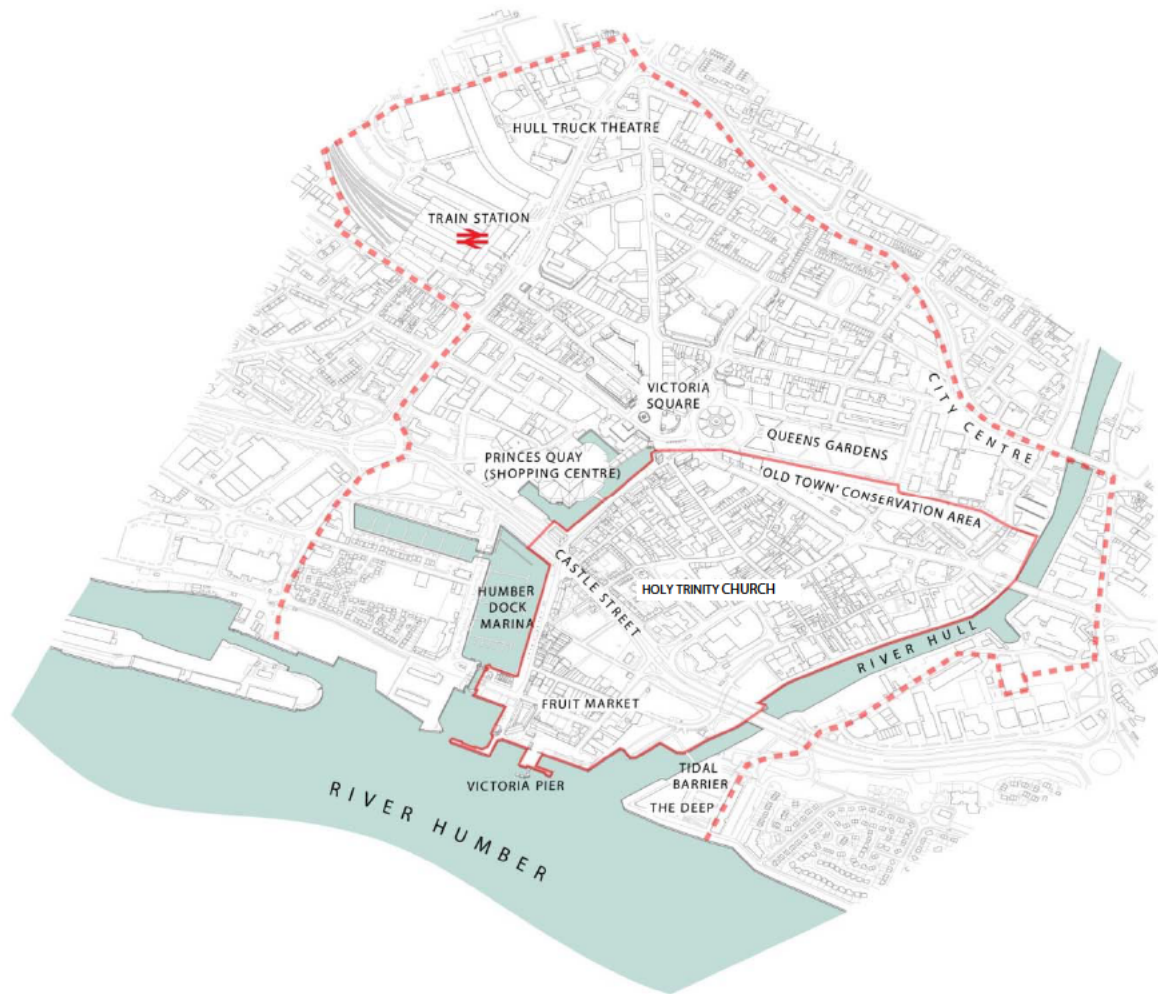 HULL TRUCK THEATRE
TRAIN STATION
VICTORIA
SQUARE
CITY CENTRE
QUEENS GARDENS
PRINCES QUAY
(SHOPPING CENTRE)
'OLD TOWN' CONSERVATION AREA
CASTLE STREET
HOLY TRINITY CHURCH
HUMBER
DOCK
MARINA
RIVER HULL
FRUIT MARKET
TIDAL
BARRIER
VICTORIA PIER
THE DEEP
RIVER HUMBER